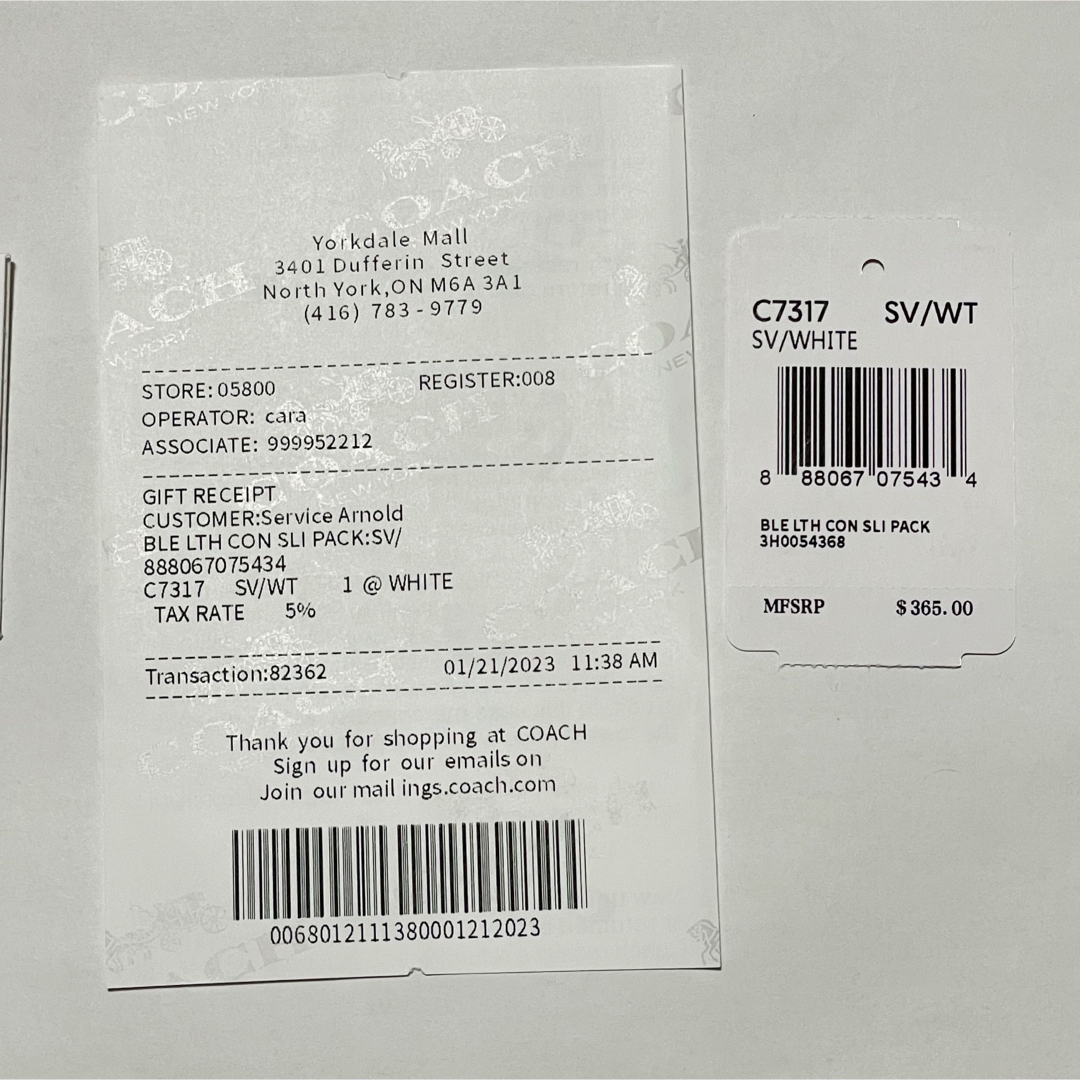 COACH
NEW YORK
Yorkdale Mall
3401 Dufferin Street
North York,ON M6A 3A1
(416) 783 - 9779
STORE: 05800 REGISTER:008
OPERATOR: cara
ASSOCIATE: 999952212
GIFT RECEIPT
CUSTOMER:Service Arnold
BLE LTH CON SLI PACK:SV/
888067075434
C7317 SV/WT 1 @ WHITE
TAX RATE 5%
Transaction:82362 01/21/2023 11:38 AM
Thank you for shopping at COACH
Sign up for our emails on
Join our mail ings.coach.com
0068012111380001212023
C7317 SV/WT
SV/WHITE
8 88067 07543 4
BLE LTH CON SLI PACK
3H0054368
MFSRP $365.00